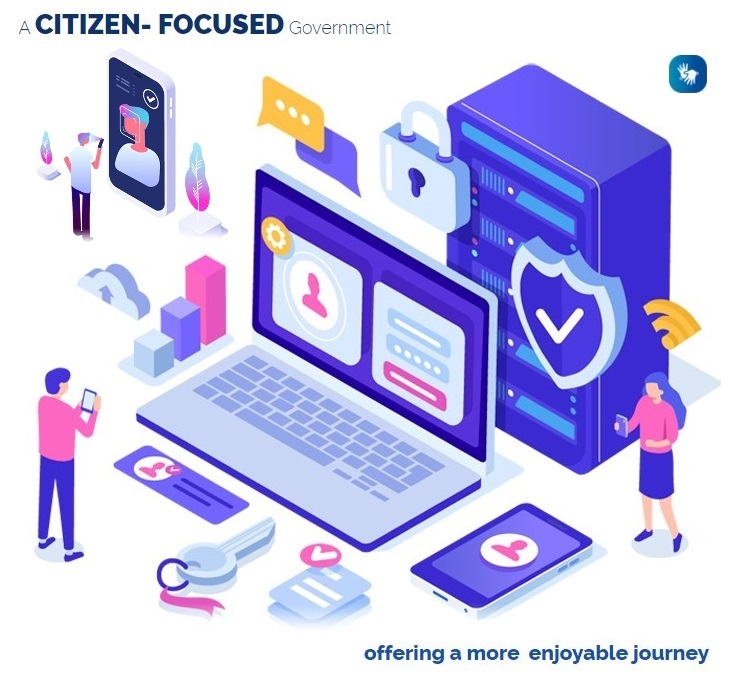 A CITIZEN- FOCUSED Government
offering a more enjoyable journey